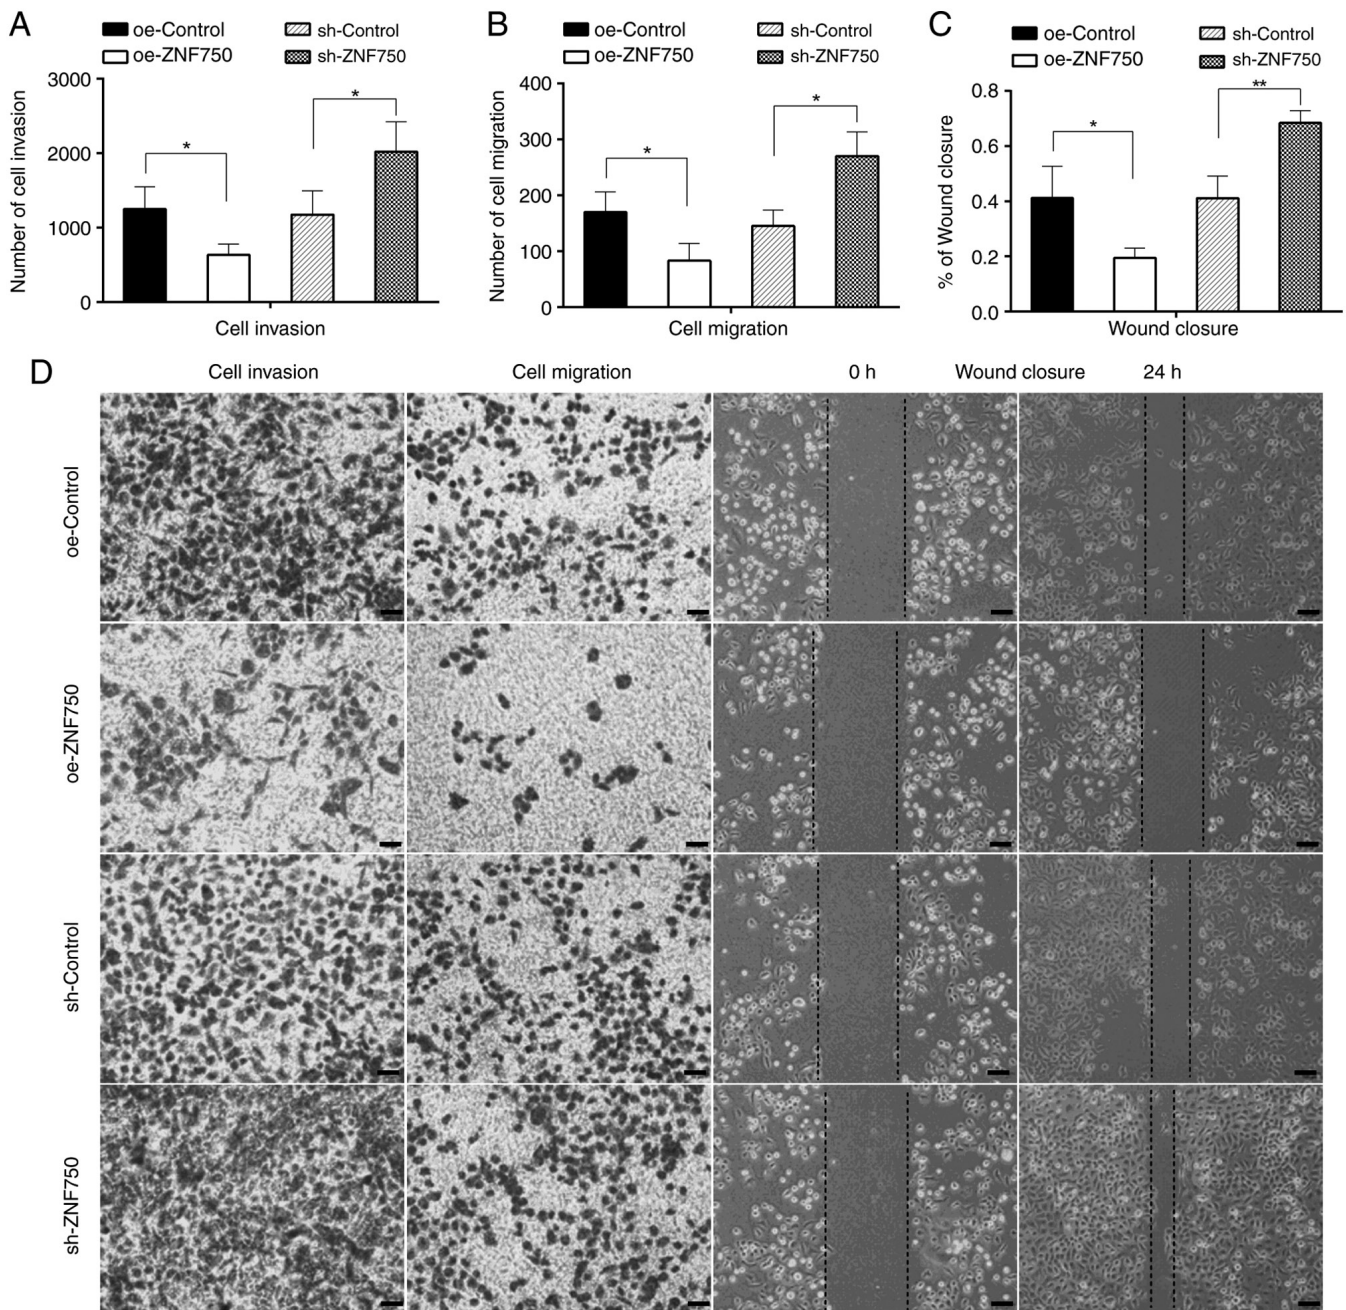 A
oe-Control
sh-Control
oe-ZNF750
sh-ZNF750
3000
2000
1000
0
Number of cell invasion
*
*
Cell invasion
B
oe-Control
sh-Control
oe-ZNF750
sh-ZNF750
400
300
200
100
0
Number of cell migration
*
*
Cell migration
C
oe-Control
sh-Control
oe-ZNF750
sh-ZNF750
0.8
0.6
0.4
0.2
0.0
% of Wound closure
*
**
Wound closure
D
Cell invasion
Cell migration
0 h
Wound closure
24 h
oe-Control
oe-ZNF750
sh-Control
sh-ZNF750